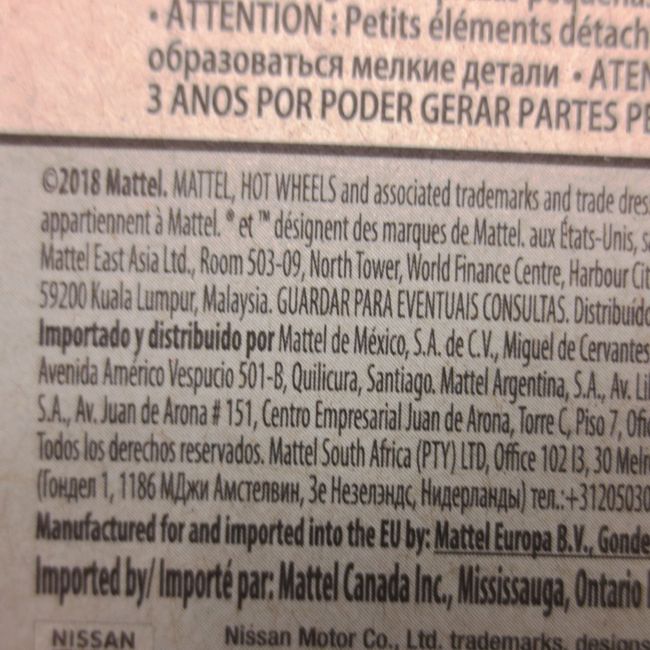 • ATTENTION : Petits éléments détach
образоваться мелкие детали • ATEN
3 ANOS POR PODER GERAR PARTES PE
©2018 Mattel. MATTEL, HOT WHEELS and associated trademarks and trade dres
appartiennent à Mattel. ® et ™ désignent des marques de Mattel. aux États-Unis, s
Mattel East Asia Ltd., Room 503-09, North Tower, World Finance Centre, Harbour Cit
59200 Kuala Lumpur, Malaysia. GUARDAR PARA EVENTUAIS CONSULTAS. Distribuido
Importado y distribuido por Mattel de México, S.A. de C.V., Miguel de Cervantes
Avenida Américo Vespucio 501-B, Quilicura, Santiago. Mattel Argentina, S.A., Av. Li
S.A., Av. Juan de Arona # 151, Centro Empresarial Juan de Arona, Torre C, Piso 7, Ofi
Todos los derechos reservados. Mattel South Africa (PTY) LTD, Office 102 I3, 30 Melr
(Гондел 1, 1186 МДжи Амстелвин, Зе Незелэндс, Нидерланды) тел.:+31205030
Manufactured for and imported into the EU by: Mattel Europa B.V., Gonde
Imported by/ Importé par: Mattel Canada Inc., Mississauga, Ontario
NISSAN Nissan Motor Co., Ltd. trademarks, designs